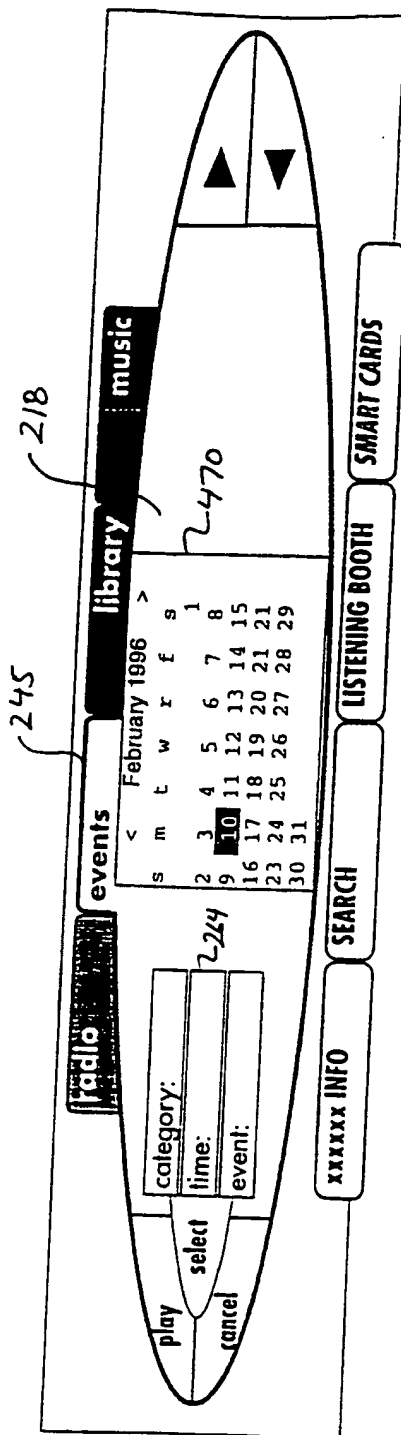 245
218
radio
events
library
music
< February 1996 >
s m t w r f s
1
2 3 4 5 6 7 8
9 10 11 12 13 14 15
16 17 18 19 20 21 21
23 24 25 26 27 28 29
30 31
470
264
play
select
cancel
category:
time:
event:
xxxxxx INFO
SEARCH
LISTENING BOOTH
SMART CARDS